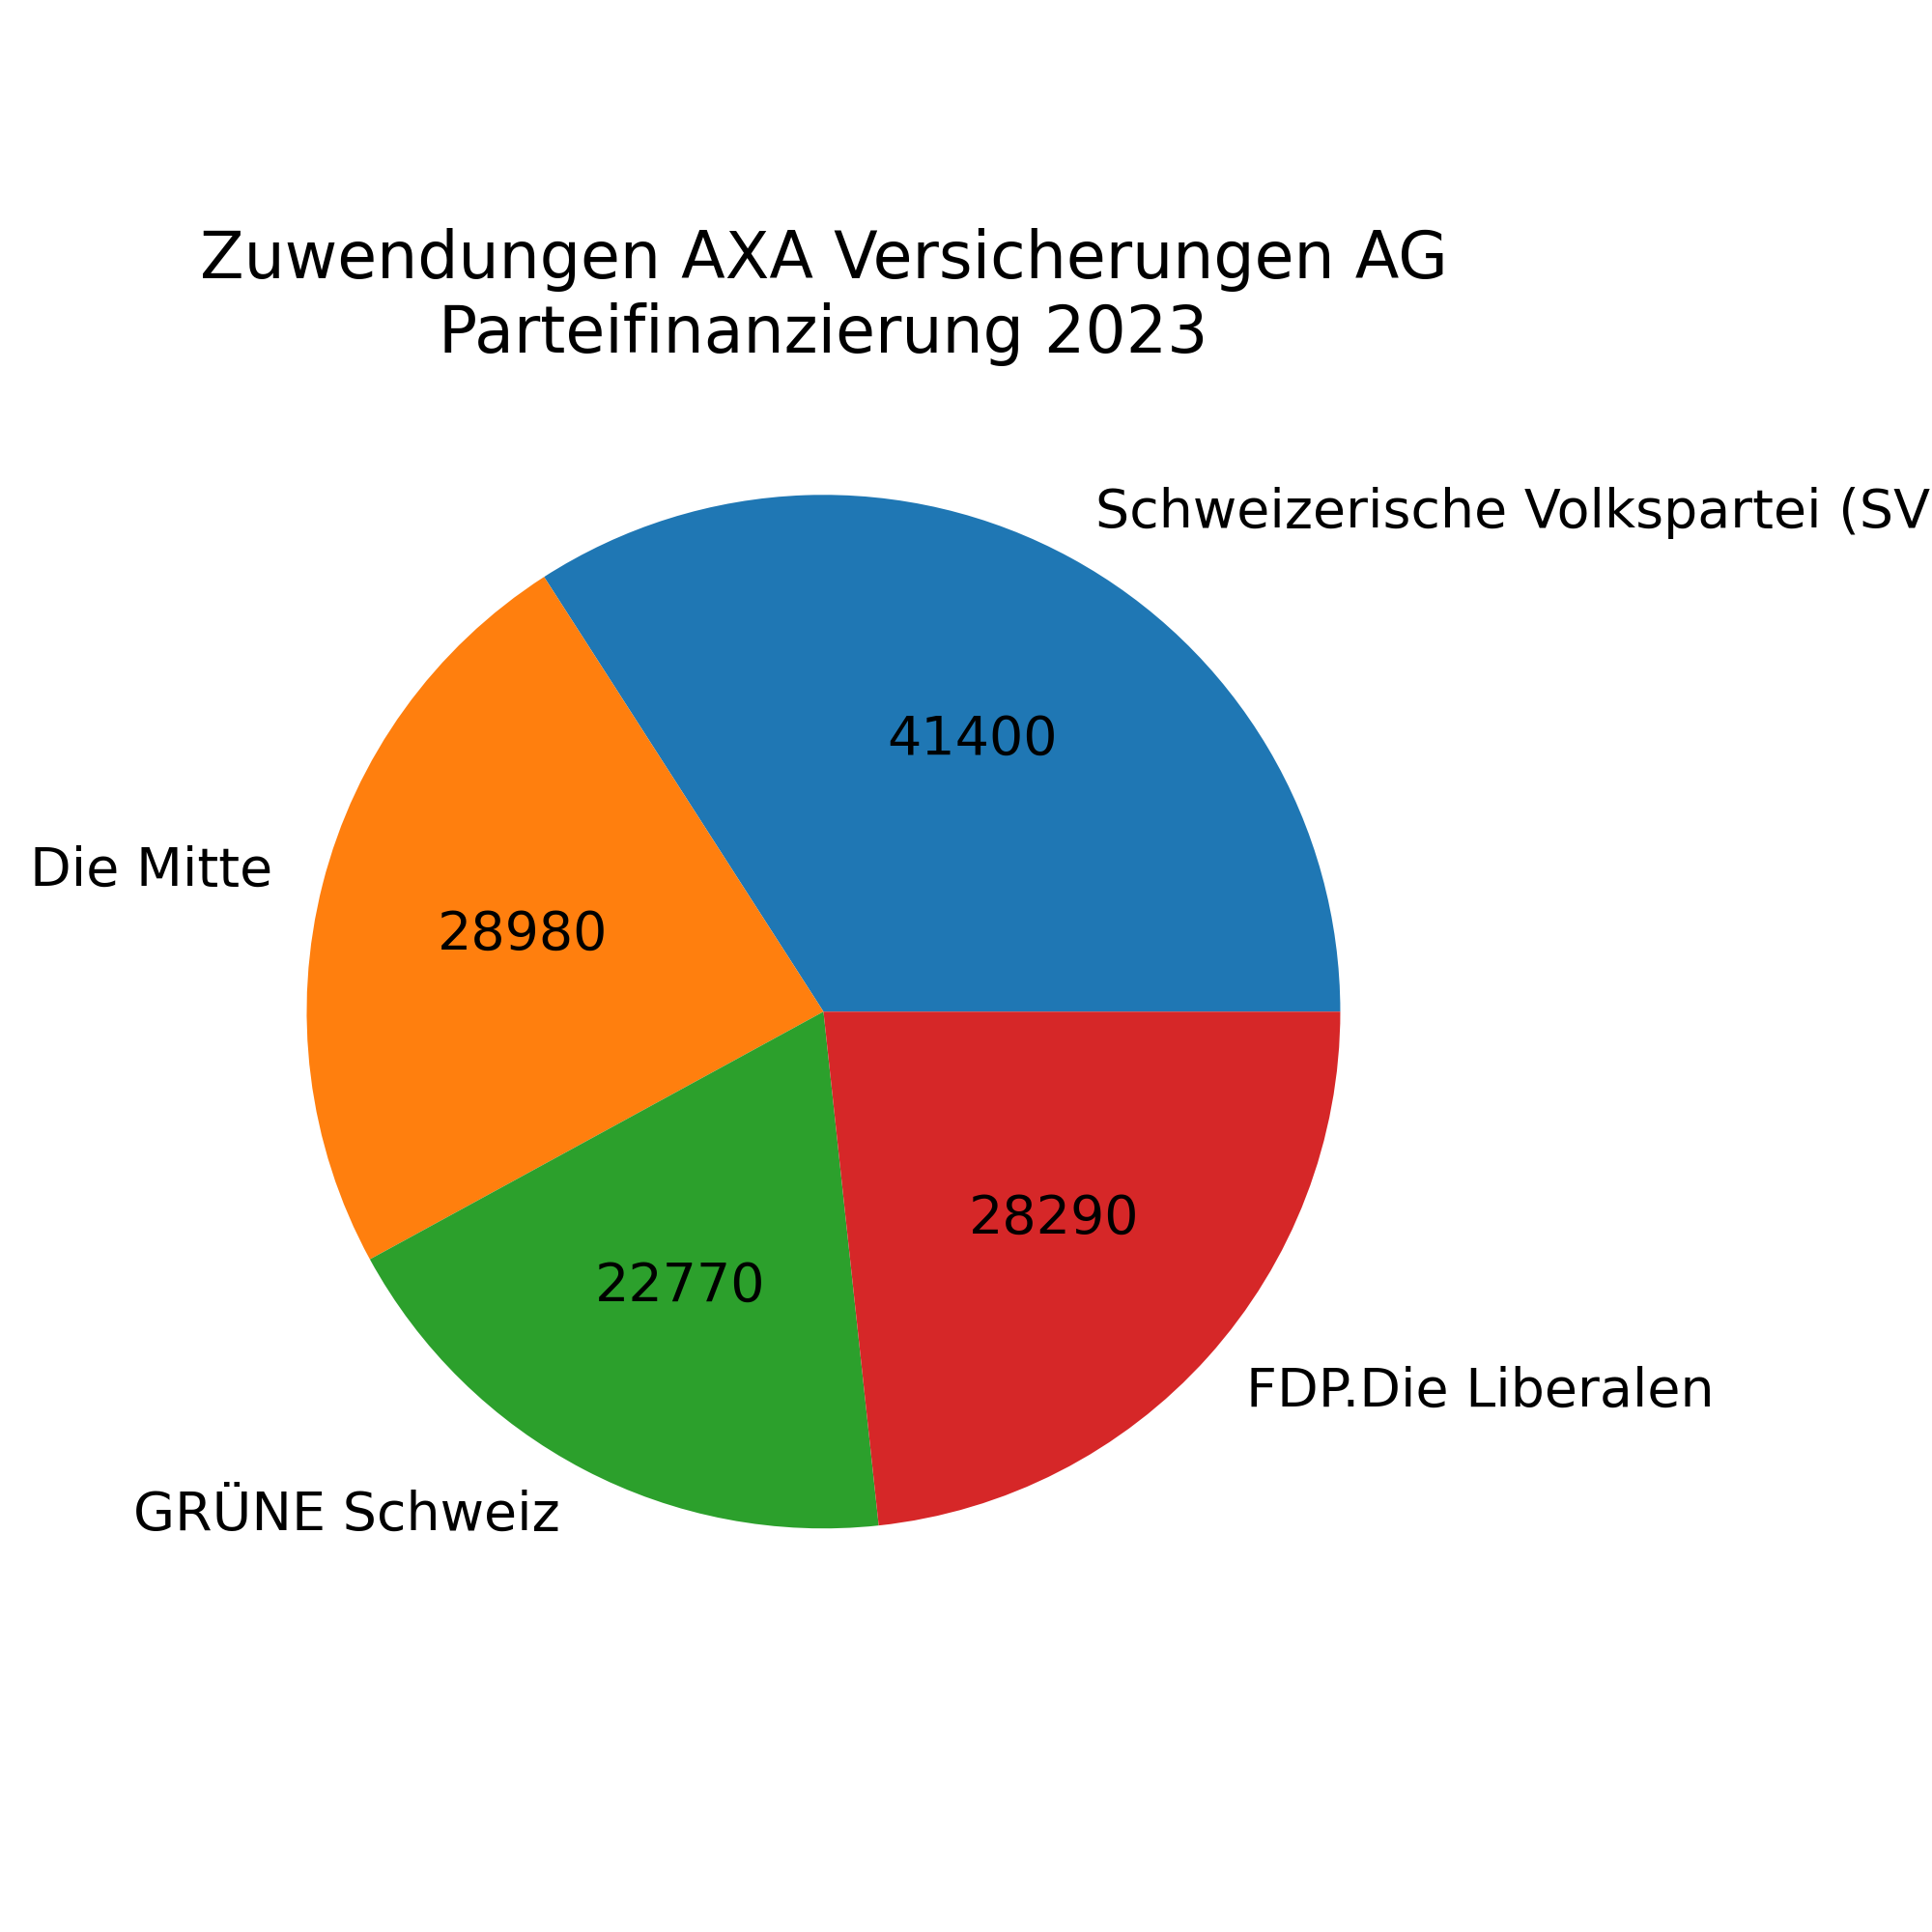 Zuwendungen AXA Versicherungen AG
Parteifinanzierung 2023
Schweizerische Volkspartei (SV
41400
Die Mitte
28980
28290
22770
FDP.Die Liberalen
GRÜNE Schweiz